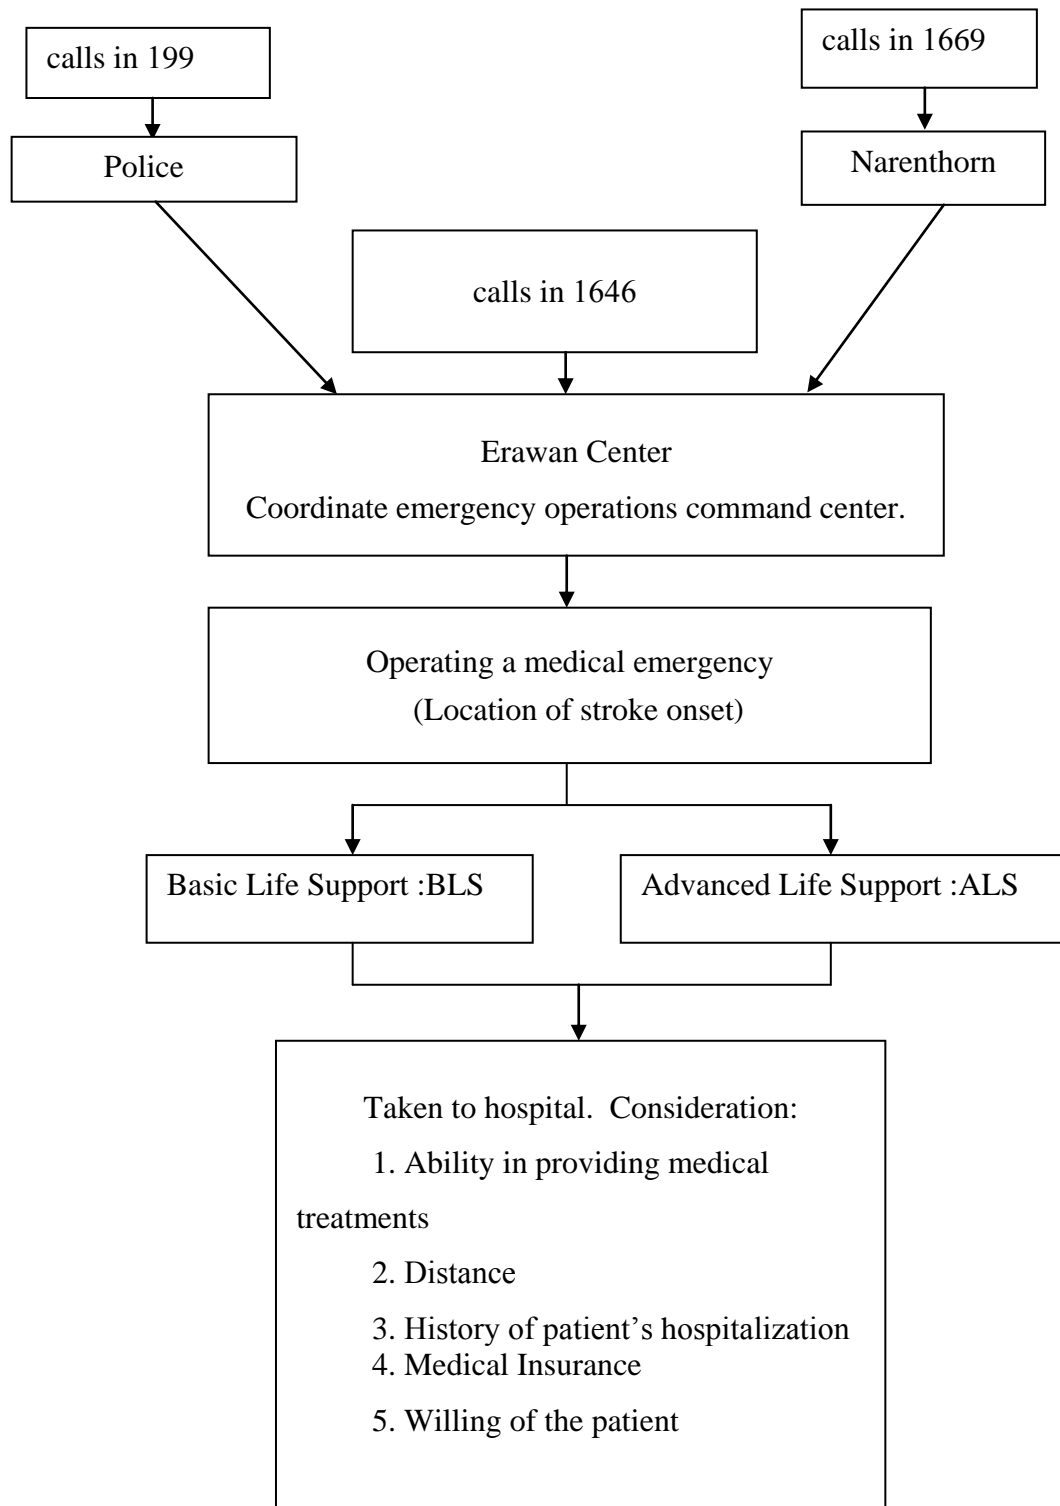 calls in 199
calls in 1669
Police
Narenthorn
calls in 1646
Erawan Center
Coordinate emergency operations command center.
Operating a medical emergency
(Location of stroke onset)
Basic Life Support :BLS
Advanced Life Support :ALS
Taken to hospital.  Consideration:
1. Ability in providing medical
treatments
2. Distance
3. History of patient’s hospitalization
4. Medical Insurance
5. Willing of the patient